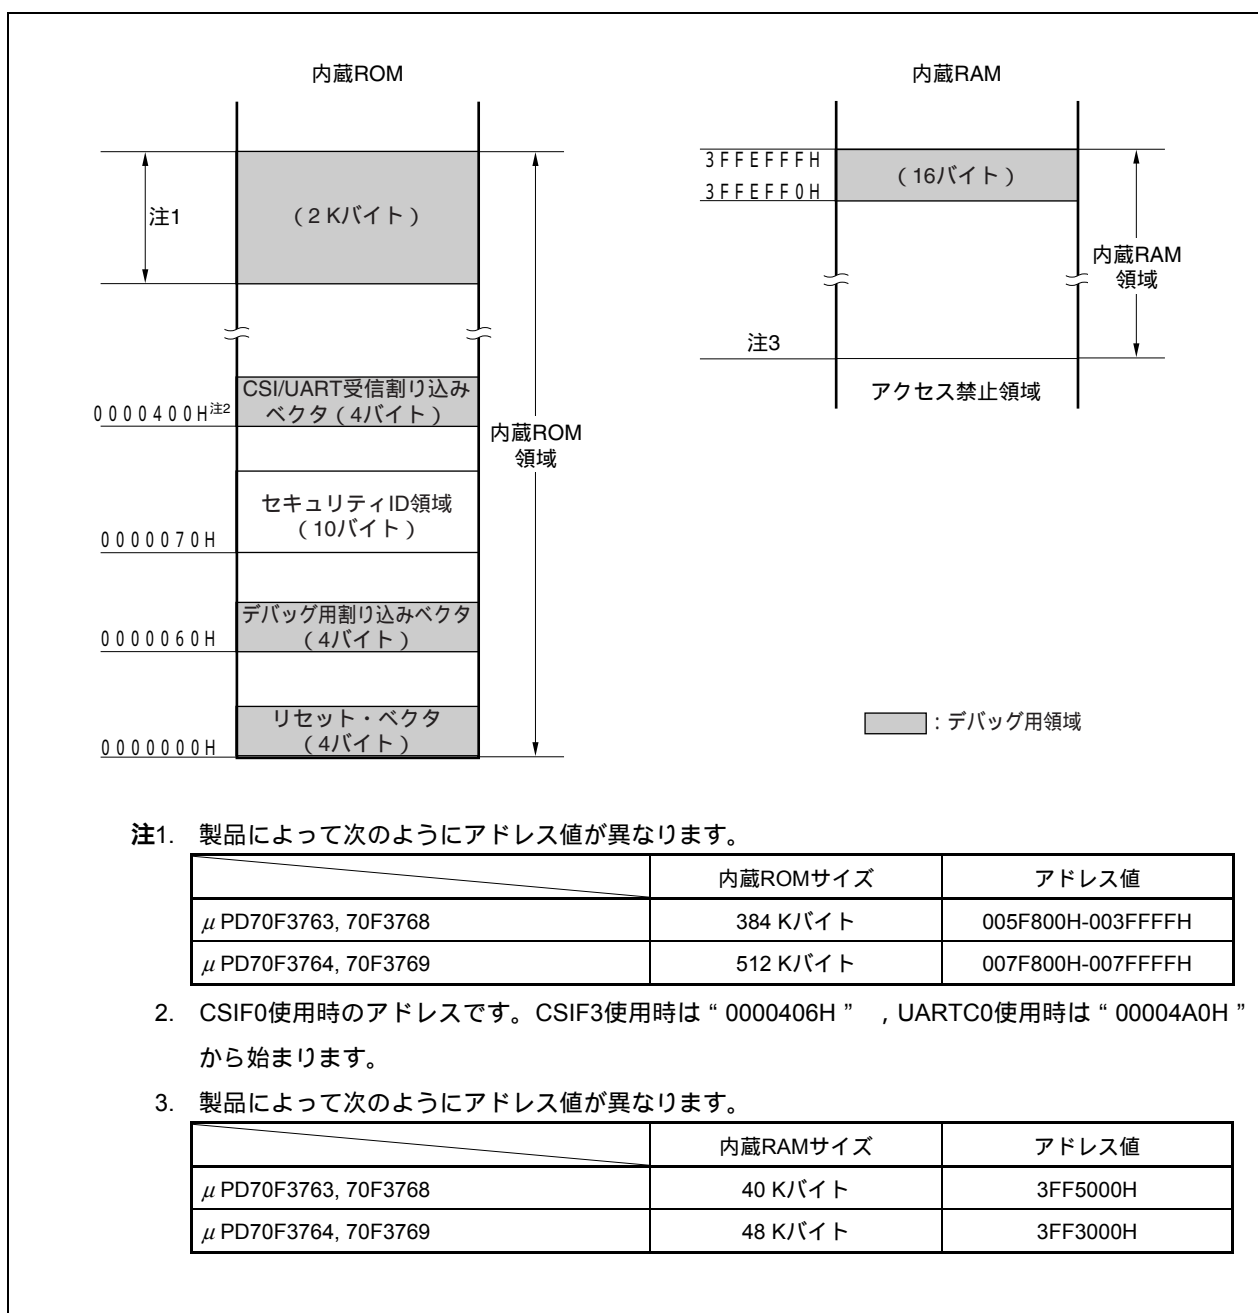 内蔵ROM
注1
（2 Kバイト）
CSI/UART受信割り込み
ベクタ（4バイト）
0000400H注2
内蔵ROM
領域
セキュリティID領域
（10バイト）
0000070H
デバッグ用割り込みベクタ
（4バイト）
0000060H
リセット・ベクタ
（4バイト）
0000000H
内蔵RAM
3FFEFFFH
（16バイト）
3FFEFF0H
内蔵RAM
領域
注3
アクセス禁止領域
：デバッグ用領域
注1. 製品によって次のようにアドレス値が異なります。
内蔵ROMサイズ アドレス値
μPD70F3763, 70F3768 384 Kバイト 005F800H-003FFFFH
μPD70F3764, 70F3769 512 Kバイト 007F800H-007FFFFH
2. CSIF0使用時のアドレスです。CSIF3使用時は“0000406H”，UARTC0使用時は“00004A0H”
から始まります。
3. 製品によって次のようにアドレス値が異なります。
内蔵RAMサイズ アドレス値
μPD70F3763, 70F3768 40 Kバイト 3FF5000H
μPD70F3764, 70F3769 48 Kバイト 3FF3000H